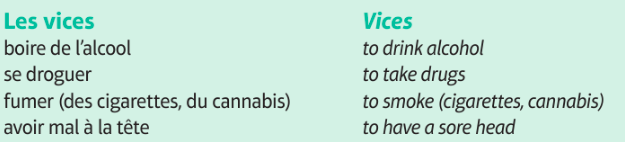 Les vices Vices
boire de l'alcool to drink alcohol
se droguer to take drugs
fumer (des cigarettes, du cannabis) to smoke (cigarettes, cannabis)
avoir mal à la tête to have a sore head